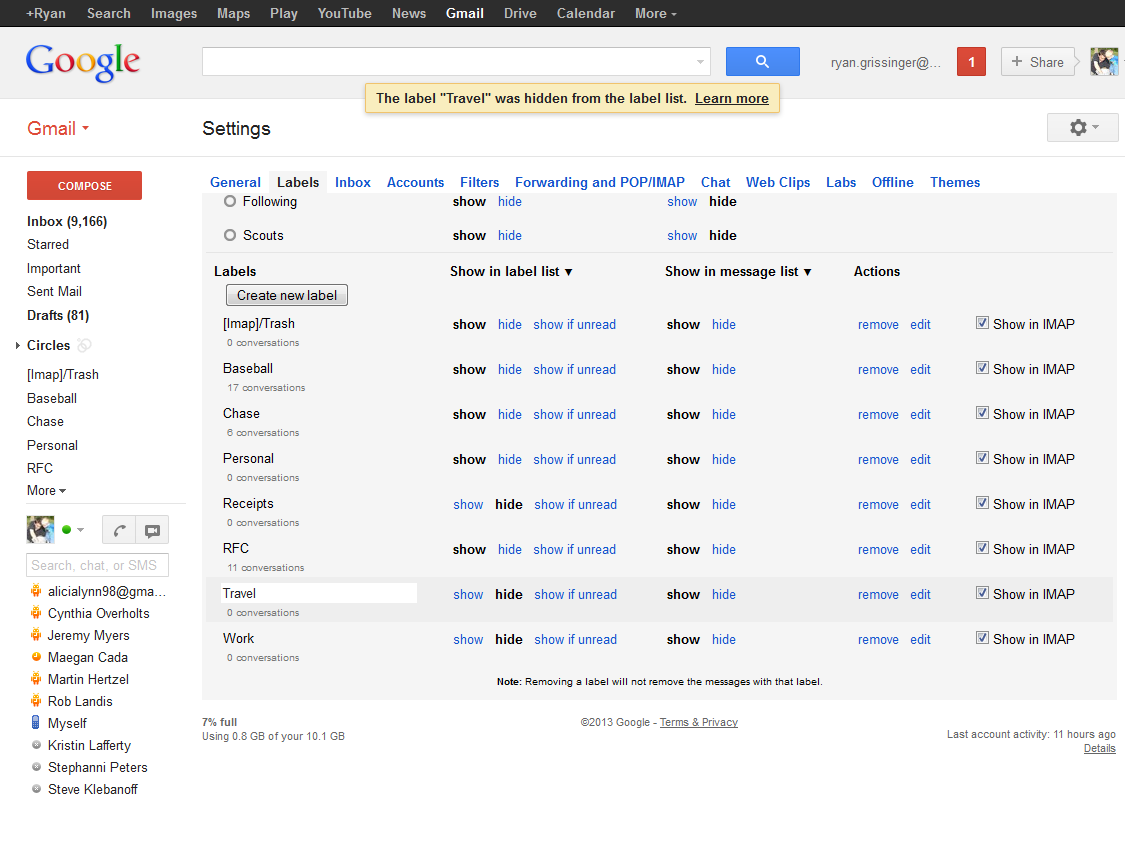 +Ryan Search Images Maps Play YouTube News Gmail Drive Calendar More
Google
ryan.grissinger@... 1 + Share
The label "Travel" was hidden from the label list. Learn more
Gmail
Settings
COMPOSE
Inbox (9,166)
Starred
Important
Sent Mail
Drafts (81)
Circles
[Imap]/Trash
Baseball
Chase
Personal
RFC
More
Search, chat, or SMS
alicialynn98@gma...
Cynthia Overholts
Jeremy Myers
Maegan Cada
Martin Hertzel
Rob Landis
Myself
Kristin Lafferty
Stephanni Peters
Steve Klebanoff
General Labels Inbox Accounts Filters Forwarding and POP/IMAP Chat Web Clips Labs Offline Themes
Following show hide show hide
Scouts show hide show hide
Labels Show in label list ▼ Show in message list ▼ Actions
Create new label
[Imap]/Trash show hide show if unread show hide remove edit Show in IMAP
0 conversations
Baseball show hide show if unread show hide remove edit Show in IMAP
17 conversations
Chase show hide show if unread show hide remove edit Show in IMAP
6 conversations
Personal show hide show if unread show hide remove edit Show in IMAP
0 conversations
Receipts show hide show if unread show hide remove edit Show in IMAP
0 conversations
RFC show hide show if unread show hide remove edit Show in IMAP
11 conversations
Travel show hide show if unread show hide remove edit Show in IMAP
0 conversations
Work show hide show if unread show hide remove edit Show in IMAP
0 conversations
Note: Removing a label will not remove the messages with that label.
7% full
Using 0.8 GB of your 10.1 GB
©2013 Google - Terms & Privacy
Last account activity: 11 hours ago
Details